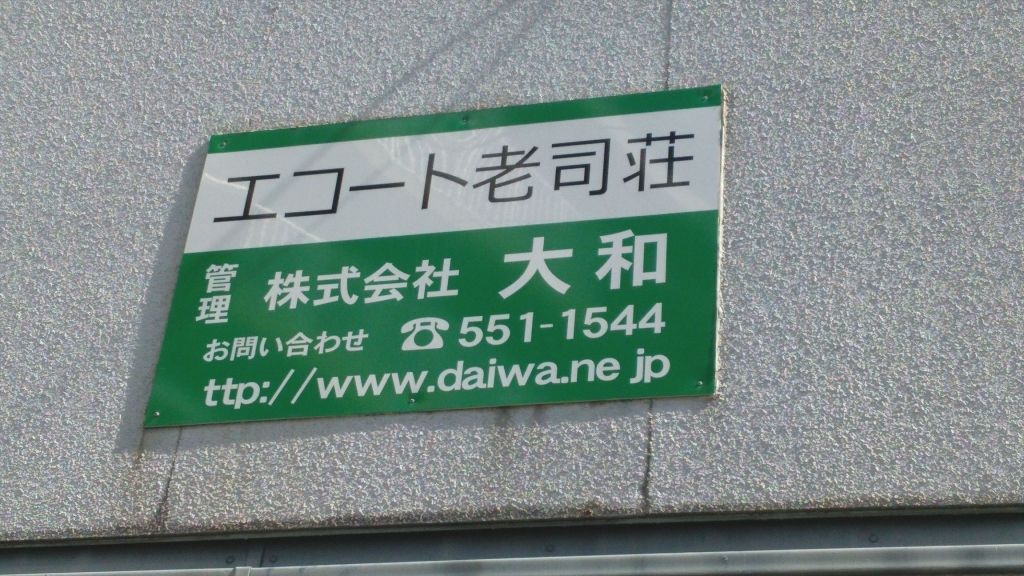 エコート老司荘
管理 株式会社 大和
お問い合わせ ☎551-1544
ttp://www.daiwa.ne jp